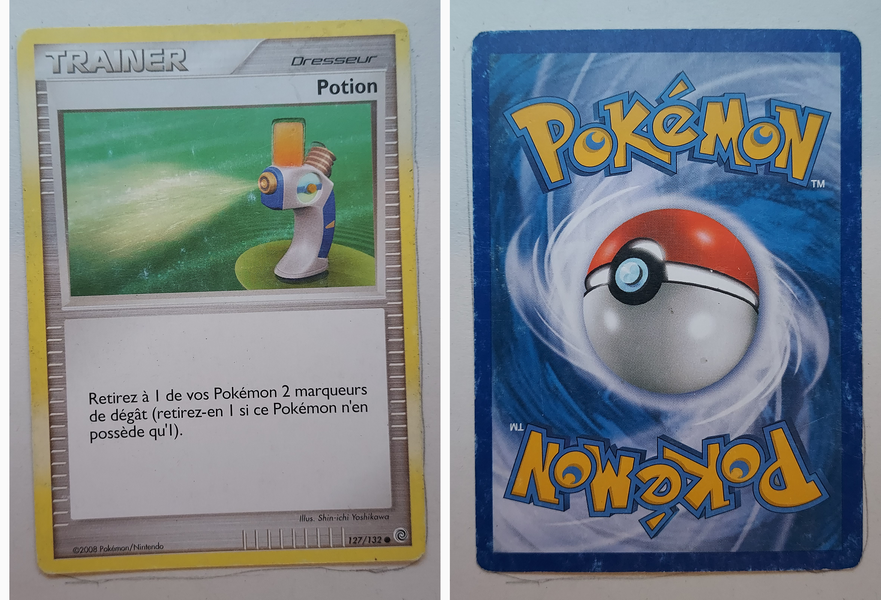 TRAINER
Dresseur
Potion
Retirez à 1 de vos Pokémon 2 marqueurs
de dégât (retirez-en 1 si ce Pokémon n'en
possède qu'1).
Illus. Shin-ichi Yoshikawa
©2008 Pokémon/Nintendo
127/132
POKéMON
TM
POKéMON
TM